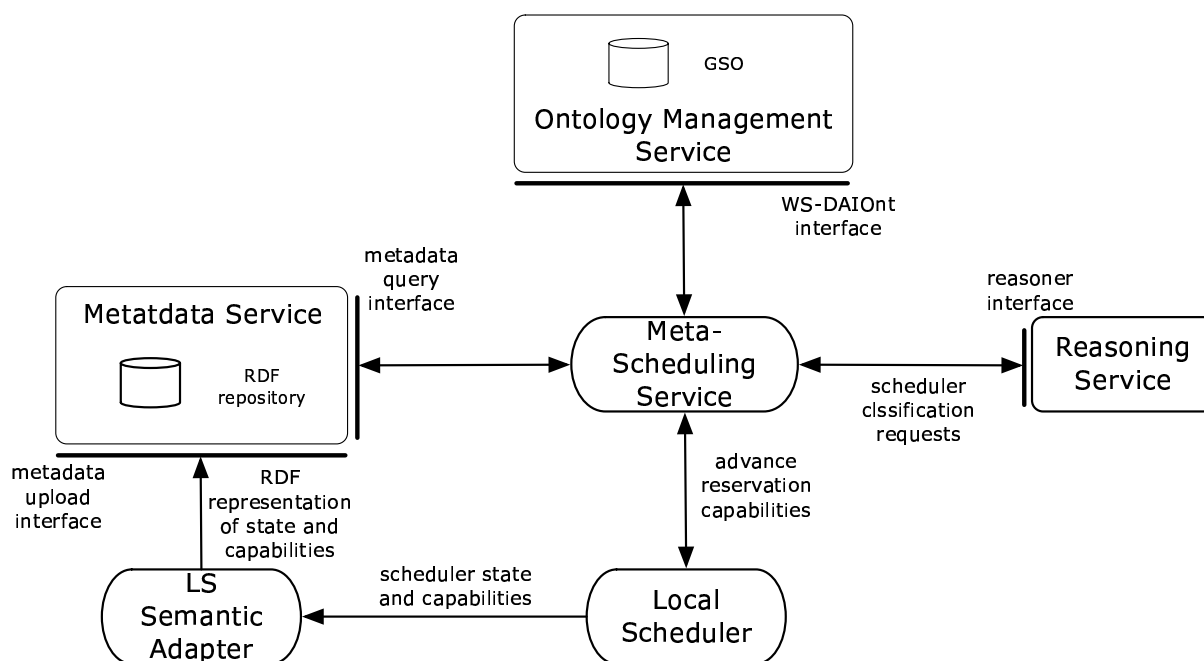 GSO
Ontology Management
Service
WS-DAIOnt
interface
metadata
query
interface
reasoner
interface
Metatdata Service
RDF
repository
Meta-
Scheduling
Service
Reasoning
Service
scheduler
clssification
requests
metadata
upload
interface
RDF
representation
of state and
capabilities
advance
reservation
capabilities
scheduler state
and capabilities
LS
Semantic
Adapter
Local
Scheduler